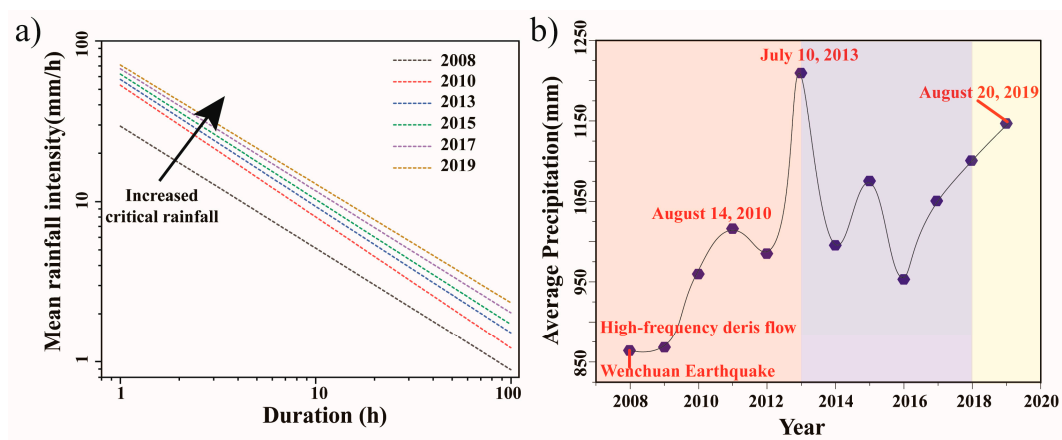 a)
100
10
1
Mean rainfall intensity(mm/h)
2008
2010
2013
2015
2017
2019
Increased
critical rainfall
1
10
100
Duration (h)
b)
1250
1150
1050
950
850
Average Precipitation(mm)
July 10, 2013
August 20, 2019
August 14, 2010
High-frequency deris flow
Wenchuan Earthquake
2008
2010
2012
2014
2016
2018
2020
Year